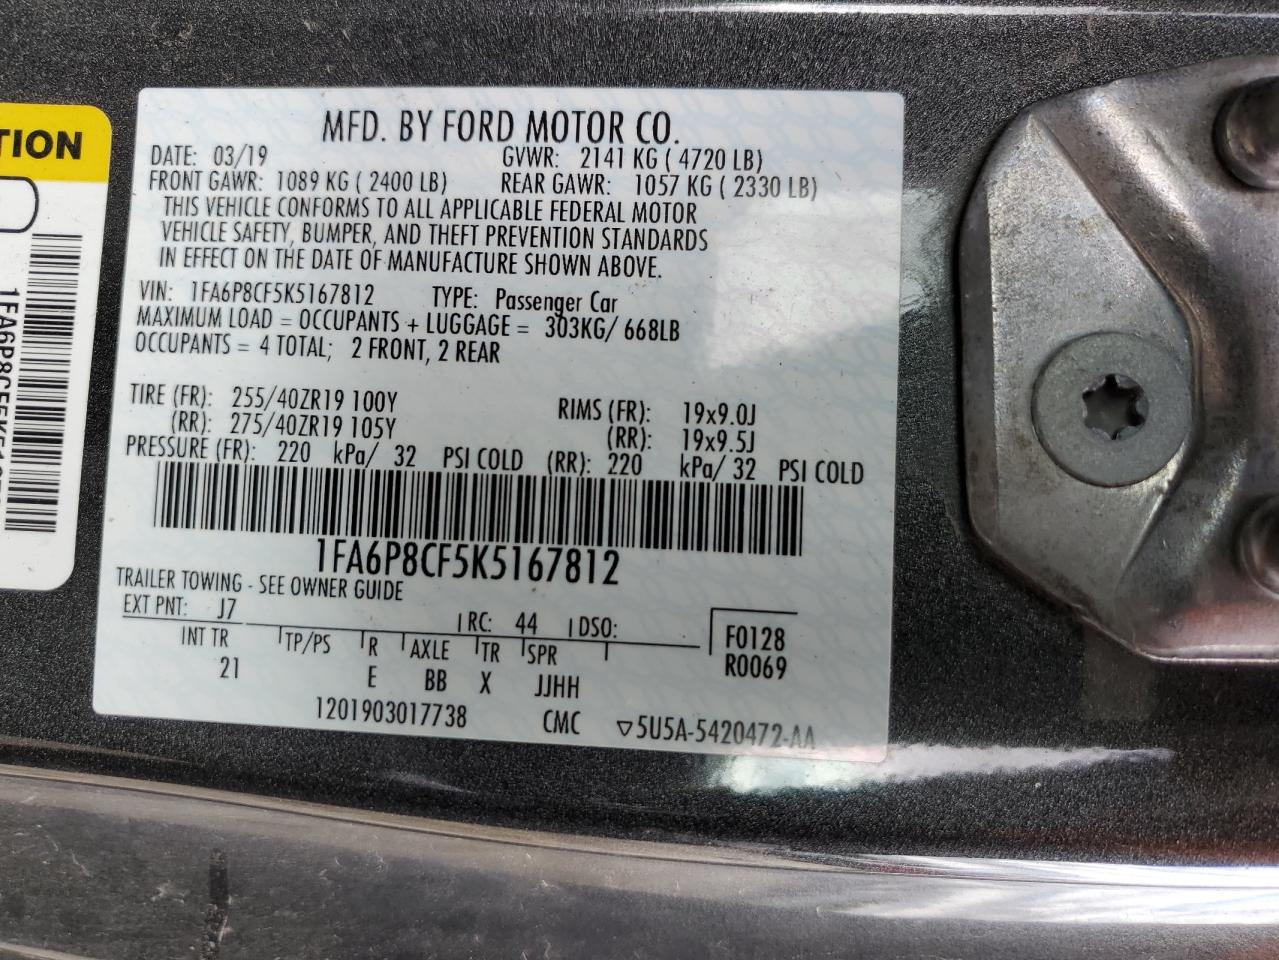 TION
1FA6P8CF5K5167
MFD. BY FORD MOTOR CO.
DATE: 03/19 GVWR: 2141 KG ( 4720 LB)
FRONT GAWR: 1089 KG ( 2400 LB) REAR GAWR: 1057 KG ( 2330 LB)
THIS VEHICLE CONFORMS TO ALL APPLICABLE FEDERAL MOTOR
VEHICLE SAFETY, BUMPER, AND THEFT PREVENTION STANDARDS
IN EFFECT ON THE DATE OF MANUFACTURE SHOWN ABOVE.
VIN: 1FA6P8CF5K5167812 TYPE: Passenger Car
MAXIMUM LOAD = OCCUPANTS + LUGGAGE = 303KG/ 668LB
OCCUPANTS = 4 TOTAL; 2 FRONT, 2 REAR
TIRE (FR): 255/40ZR19 100Y RIMS (FR): 19x9.0J
(RR): 275/40ZR19 105Y (RR): 19x9.5J
PRESSURE (FR): 220 kPa/ 32 PSI COLD (RR): 220 kPa/ 32 PSI COLD
1FA6P8CF5K5167812
TRAILER TOWING - SEE OWNER GUIDE
EXT PNT: J7 RC: 44 DSO: F0128
INT TR TP/PS R AXLE TR SPR R0069
21 E BB X JJHH
1201903017738 CMC ▽5U5A-5420472-AA